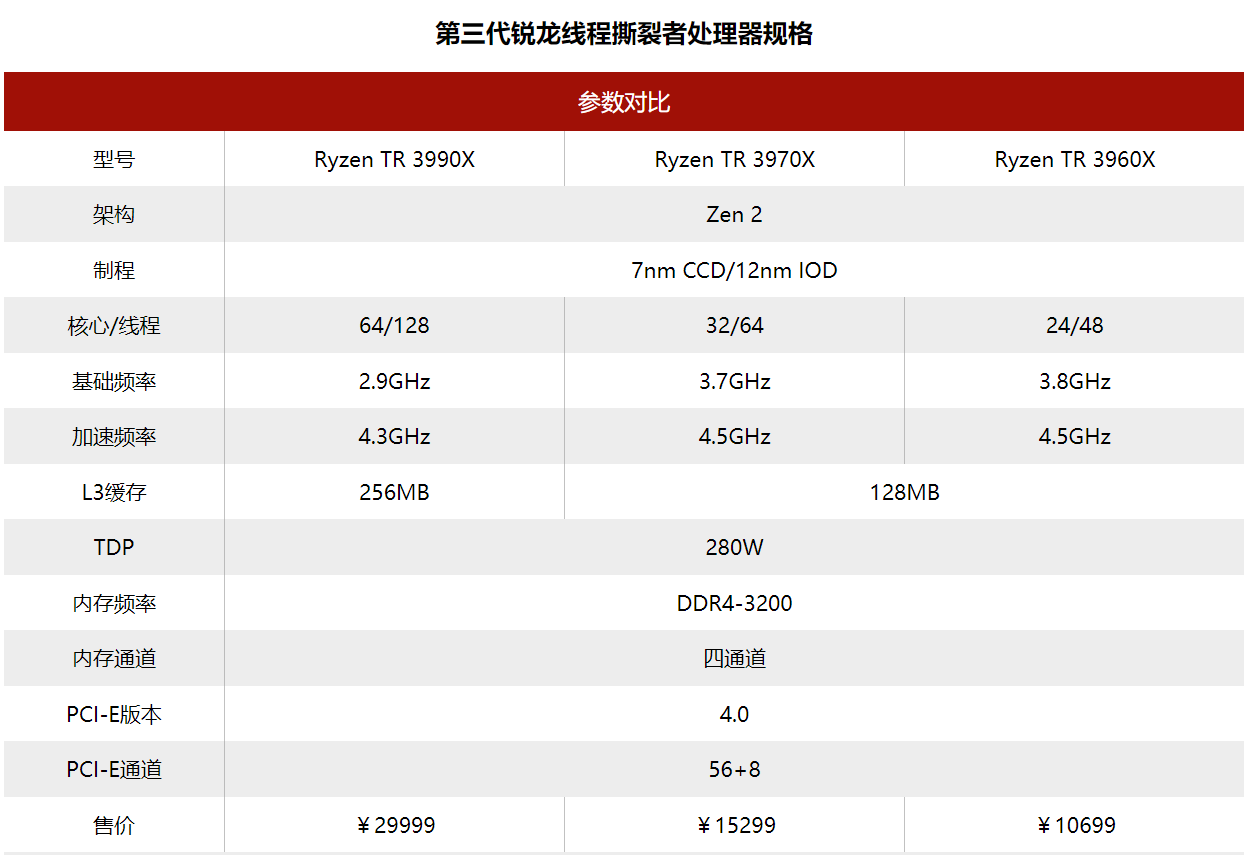 第三代锐龙线程撕裂者处理器规格
参数对比
型号 Ryzen TR 3990X Ryzen TR 3970X Ryzen TR 3960X
架构 Zen 2
制程 7nm CCD/12nm IOD
核心/线程 64/128 32/64 24/48
基础频率 2.9GHz 3.7GHz 3.8GHz
加速频率 4.3GHz 4.5GHz 4.5GHz
L3缓存 256MB 128MB
TDP 280W
内存频率 DDR4-3200
内存通道 四通道
PCI-E版本 4.0
PCI-E通道 56+8
售价 ¥29999 ¥15299 ¥10699